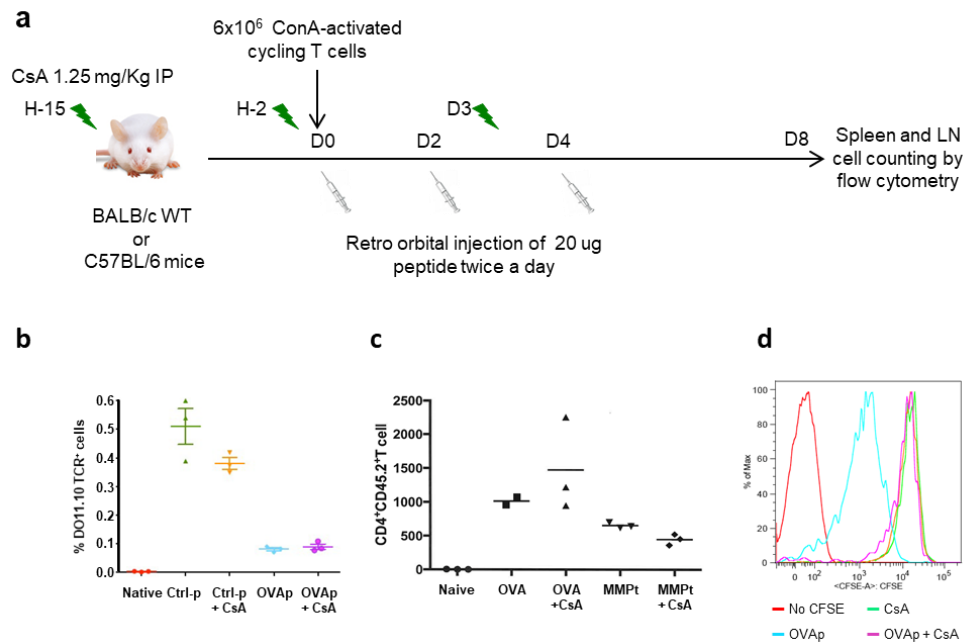 a
6x10⁶ ConA-activated
cycling T cells
CsA 1.25 mg/Kg IP
H-15
H-2
D3
D0
D2
D4
D8
Spleen and LN
cell counting by
flow cytometry
BALB/c WT
or
C57BL/6 mice
Retro orbital injection of 20 ug
peptide twice a day
b
% DO11.10 TCR⁺ cells
0.6
0.5
0.4
0.3
0.2
0.1
0.0
Native
Ctrl-p
Ctrl-p
+ CsA
OVAp
OVAp
+ CsA
c
CD4⁺CD45.2⁺T cell
2500
2000
1500
1000
500
0
Naive
OVA
OVA
+CsA
MMPt
MMPt
+ CsA
d
% of Max
100
80
60
40
20
0
0
10²
10³
10⁴
10⁵
<CFSE-A>: CFSE
No CFSE
CsA
OVAp
OVAp + CsA